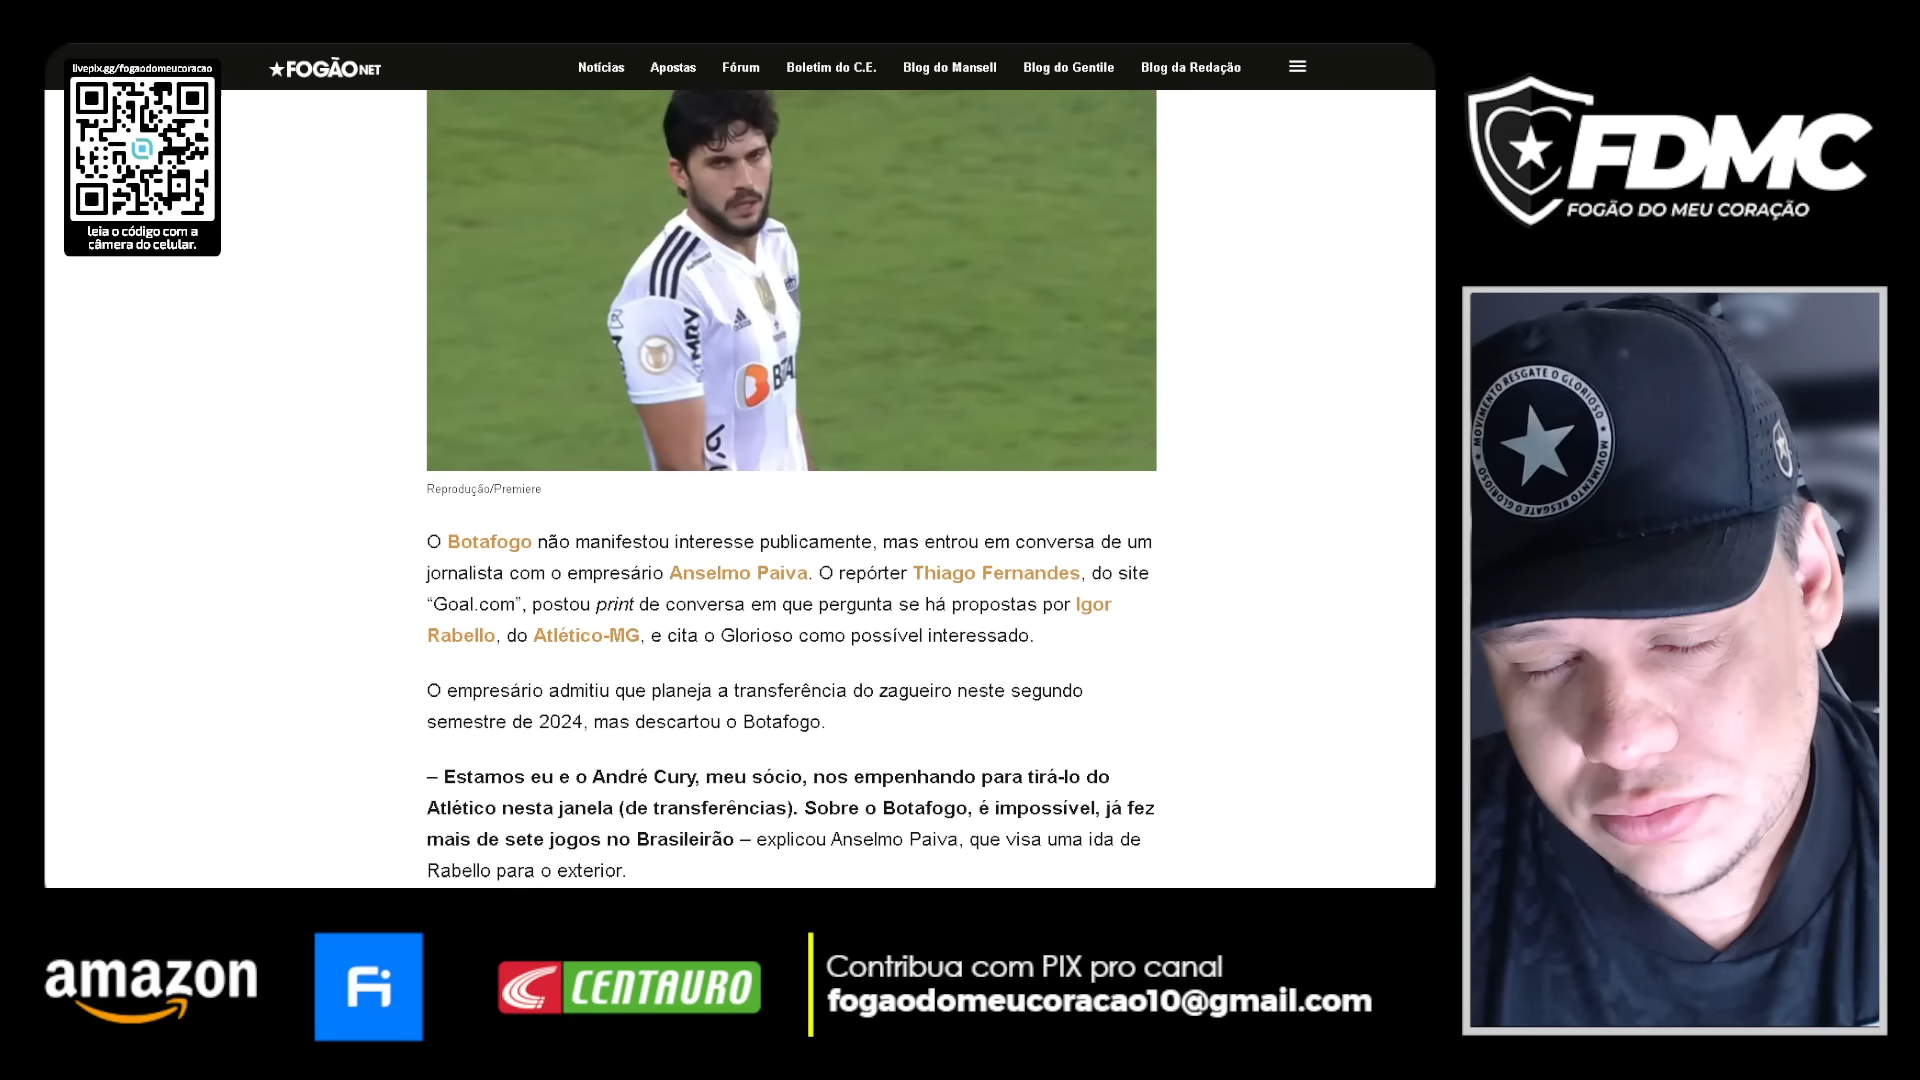 livepix.gg/fogaodomeucoracao
leia o código com a
câmera do celular.
FOGÃONET
Notícias
Apostas
Fórum
Boletim do C.E.
Blog do Mansell
Blog do Gentile
Blog da Redação
MRV
Reprodução/Premiere
O Botafogo não manifestou interesse publicamente, mas entrou em conversa de um
jornalista com o empresário Anselmo Paiva. O repórter Thiago Fernandes, do site
“Goal.com”, postou print de conversa em que pergunta se há propostas por Igor
Rabello, do Atlético-MG, e cita o Glorioso como possível interessado.
O empresário admitiu que planeja a transferência do zagueiro neste segundo
semestre de 2024, mas descartou o Botafogo.
– Estamos eu e o André Cury, meu sócio, nos empenhando para tirá-lo do
Atlético nesta janela (de transferências). Sobre o Botafogo, é impossível, já fez
mais de sete jogos no Brasileirão – explicou Anselmo Paiva, que visa uma ida de
Rabello para o exterior.
FDMC
FOGÃO DO MEU CORAÇÃO
MOVIMENTO RESGATE O GLORIOSO
MOVIMENTO RESGATE O GLORIOSO
amazon
Fi
CENTAURO
Contribua com PIX pro canal
fogaodomeucoracao10@gmail.com